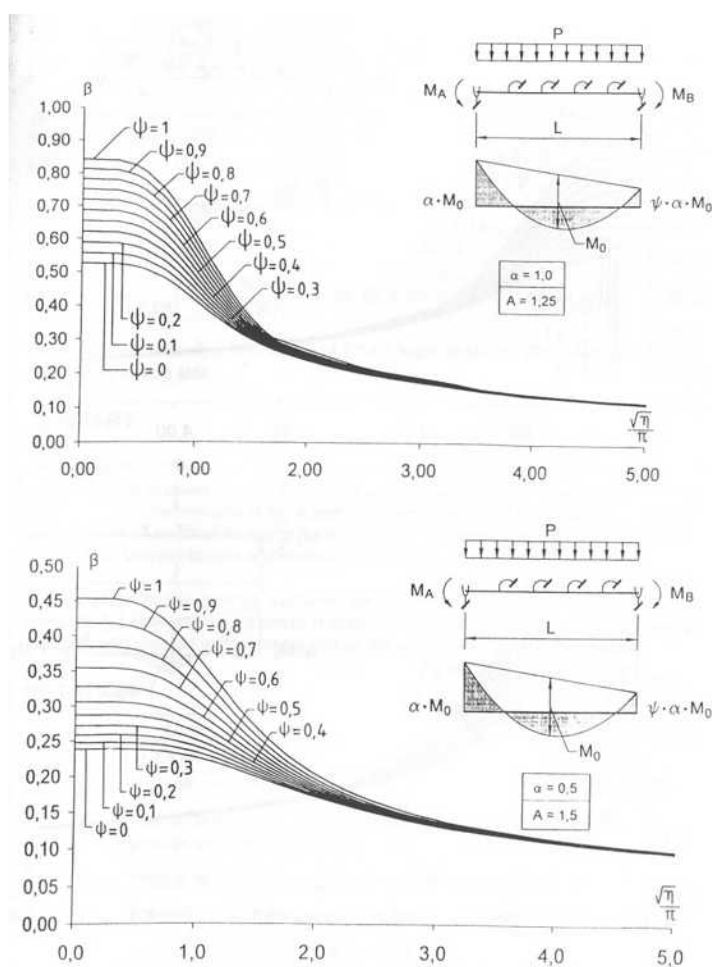 P
β
M_A
M_B
1,00
ψ=1
ψ=0,9
0,90
ψ=0,8
L
0,80
ψ=0,7
0,70
ψ=0,6
α·M₀
ψ·α·M₀
0,60
ψ=0,5
M₀
0,50
ψ=0,4
α = 1,0
0,40
ψ=0,3
A = 1,25
0,30
ψ=0,2
ψ=0,1
0,20
ψ=0
0,10
√η/π
0,00
0,00 1,00 2,00 3,00 4,00 5,00
P
β
0,50
ψ=1
M_A
M_B
0,45
ψ=0,9
0,40
ψ=0,8
L
ψ=0,7
0,35
ψ=0,6
0,30
ψ=0,5
α·M₀
ψ·α·M₀
ψ=0,4
0,25
M₀
ψ=0,3
0,20
ψ=0,2
α = 0,5
0,15
ψ=0,1
A = 1,5
ψ=0
0,10
0,05
√η/π
0,00
0,0 1,0 2,0 3,0 4,0 5,0